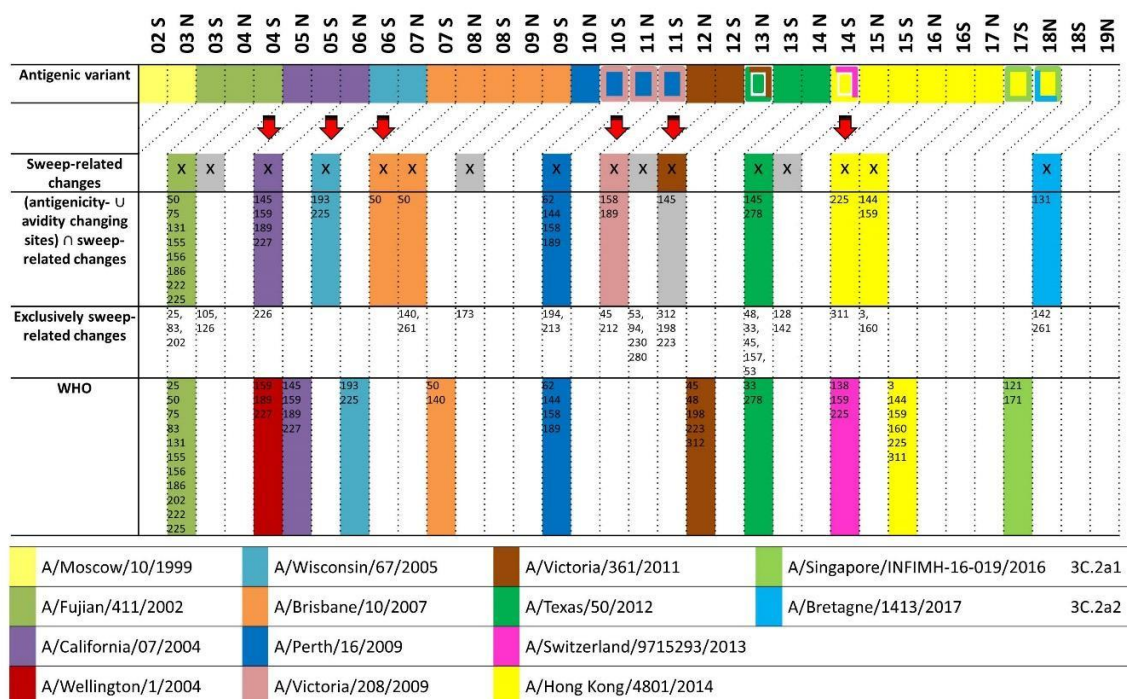 02 S
03 N
03 S
04 N
04 S
05 N
05 S
06 N
06 S
07 N
07 S
08 N
08 S
09 N
09 S
10 N
10 S
11 N
11 S
12 N
12 S
13 N
13 S
14 N
14 S
15 N
15 S
16 N
16S
17 N
17S
18N
18S
19N
Antigenic variant
Sweep-related
changes
X X X X X X X X X X X X X X X X
(antigenicity- ∪
avidity changing
sites) ∩ sweep-
related changes
50
75
131
155
156
186
222
225
145
159
189
227
193
225
50
50
62
144
158
189
158
189
145
145
278
225
144
159
131
Exclusively sweep-
related changes
25,
83,
202
105,
126
226
140,
261
173
194,
213
45
212
53,
94,
230
280
312
198
223
48,
33,
45,
157,
53
128
142
311
3,
160
142
261
WHO
25
50
75
83
131
155
156
186
202
222
225
159
189
227
145
159
189
227
193
225
50
140
62
144
158
189
45
48
198
223
312
33
278
138
159
225
3
144
159
160
225
311
121
171
A/Moscow/10/1999
A/Wisconsin/67/2005
A/Victoria/361/2011
A/Singapore/INFIMH-16-019/2016 3C.2a1
A/Fujian/411/2002
A/Brisbane/10/2007
A/Texas/50/2012
A/Bretagne/1413/2017 3C.2a2
A/California/07/2004
A/Perth/16/2009
A/Switzerland/9715293/2013
A/Wellington/1/2004
A/Victoria/208/2009
A/Hong Kong/4801/2014